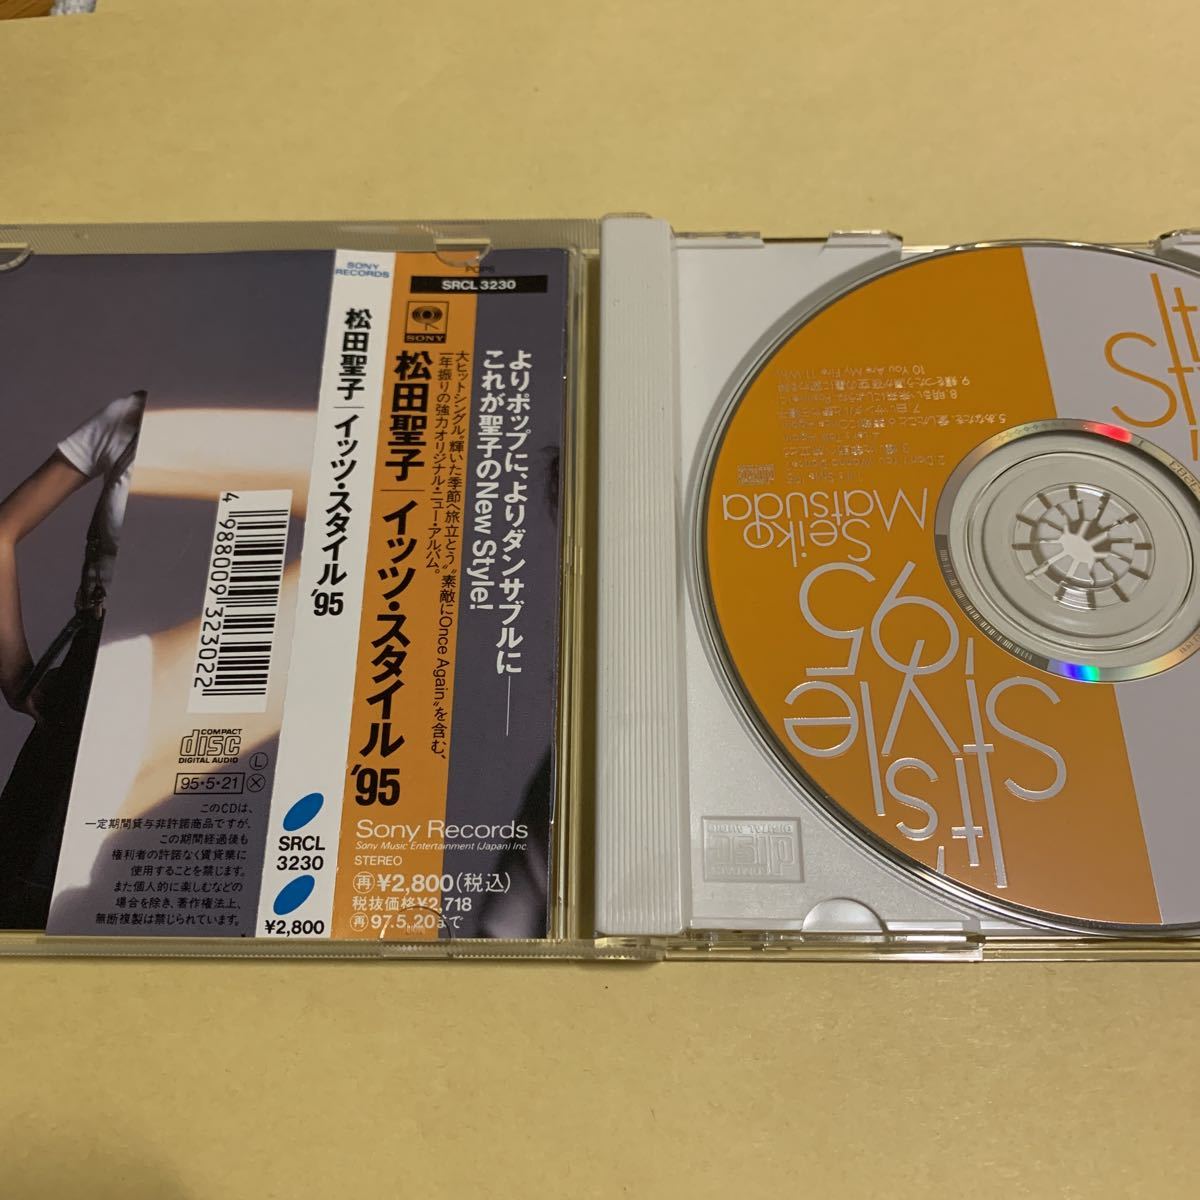 SONY
RECORDS
松田聖子｜イッツ・スタイル'95
SRCL
3230
¥2,800
4 988009 323022
COMPACT
disc
DIGITAL AUDIO
Ⓛ
95・5・21 Ⓧ
このCDは、
一定期間貸与非許諾商品ですが、
この期間経過後も
権利者の許諾なく賃貸業に
使用することを禁じます。
また個人的に楽しむなどの
場合を除き、著作権法上、
無断複製は禁じられています。
POPS
SRCL 3230
SONY
松田聖子｜イッツ・スタイル'95
よりポップに、よりダンサブルに――
これが聖子のNew Style!
大ヒットシングル“輝いた季節へ旅立とう”“素敵にOnce Again”を含む、
一年振りの強力オリジナル・ニュー・アルバム。
Sony Records
Sony Music Entertainment (Japan) Inc.
STEREO
再¥2,800(税込)
税抜価格¥2,718
再97.5.20まで
It's
Style
'95
Seiko
Matsuda
10 You Are My Fire
It
S
COMPACT
disc
DIGITAL AUDIO